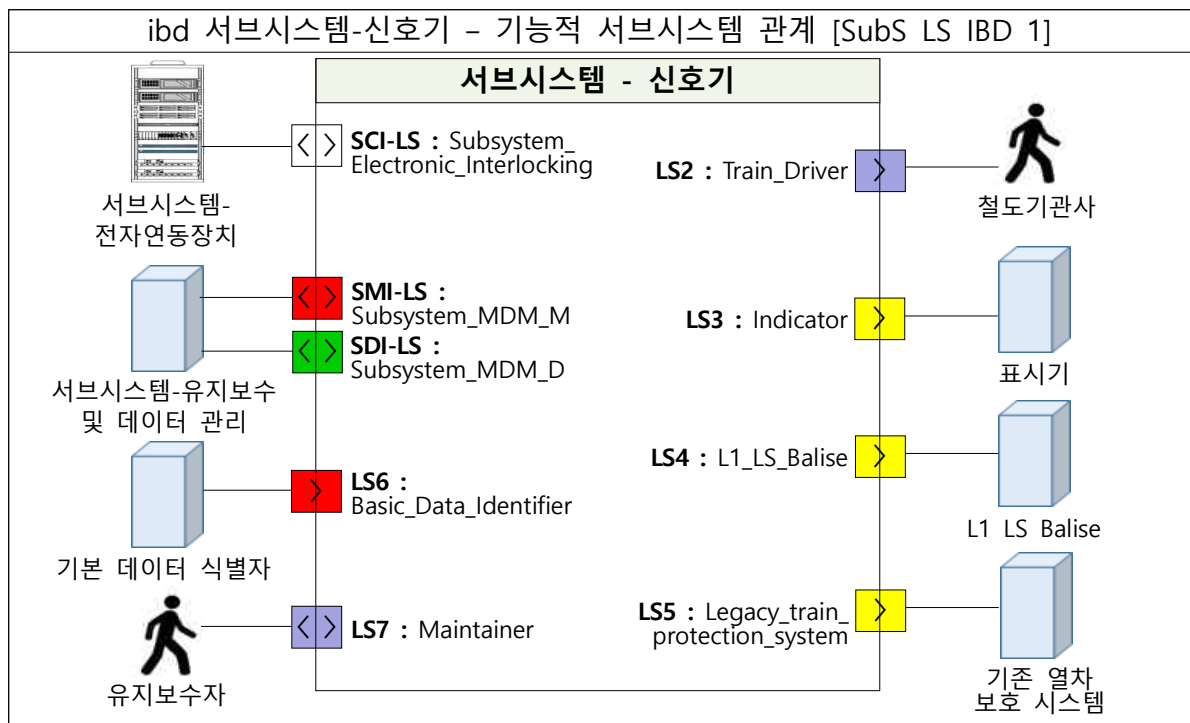 ibd 서브시스템-신호기 – 기능적 서브시스템 관계 [SubS LS IBD 1]
서브시스템 - 신호기
SCI-LS : Subsystem_
Electronic_Interlocking
서브시스템-
전자연동장치
SMI-LS :
Subsystem_MDM_M
SDI-LS :
Subsystem_MDM_D
서브시스템-유지보수
및 데이터 관리
LS6 :
Basic_Data_Identifier
기본 데이터 식별자
LS7 : Maintainer
유지보수자
LS2 : Train_Driver
철도기관사
LS3 : Indicator
표시기
LS4 : L1_LS_Balise
L1 LS Balise
LS5 : Legacy_train_
protection_system
기존 열차
보호 시스템